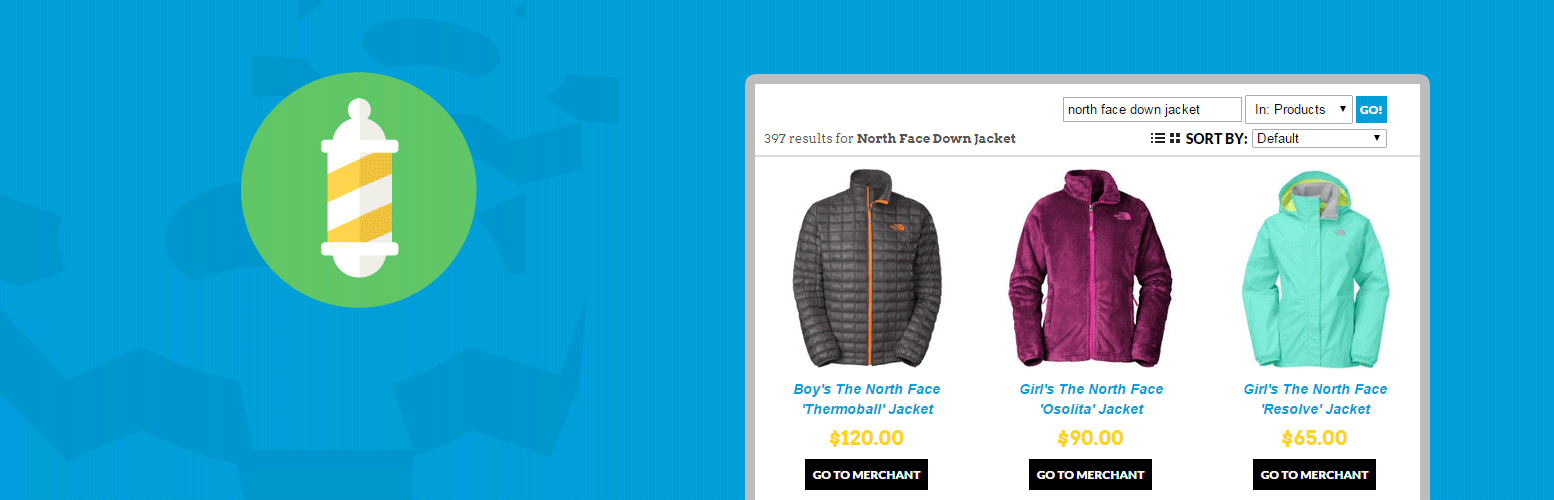 north face down jacket In: Products GO!
397 results for North Face Down Jacket SORT BY: Default
Boy's The North Face
'Thermoball' Jacket
$120.00
GO TO MERCHANT
Girl's The North Face
'Osolita' Jacket
$90.00
GO TO MERCHANT
Girl's The North Face
'Resolve' Jacket
$65.00
GO TO MERCHANT